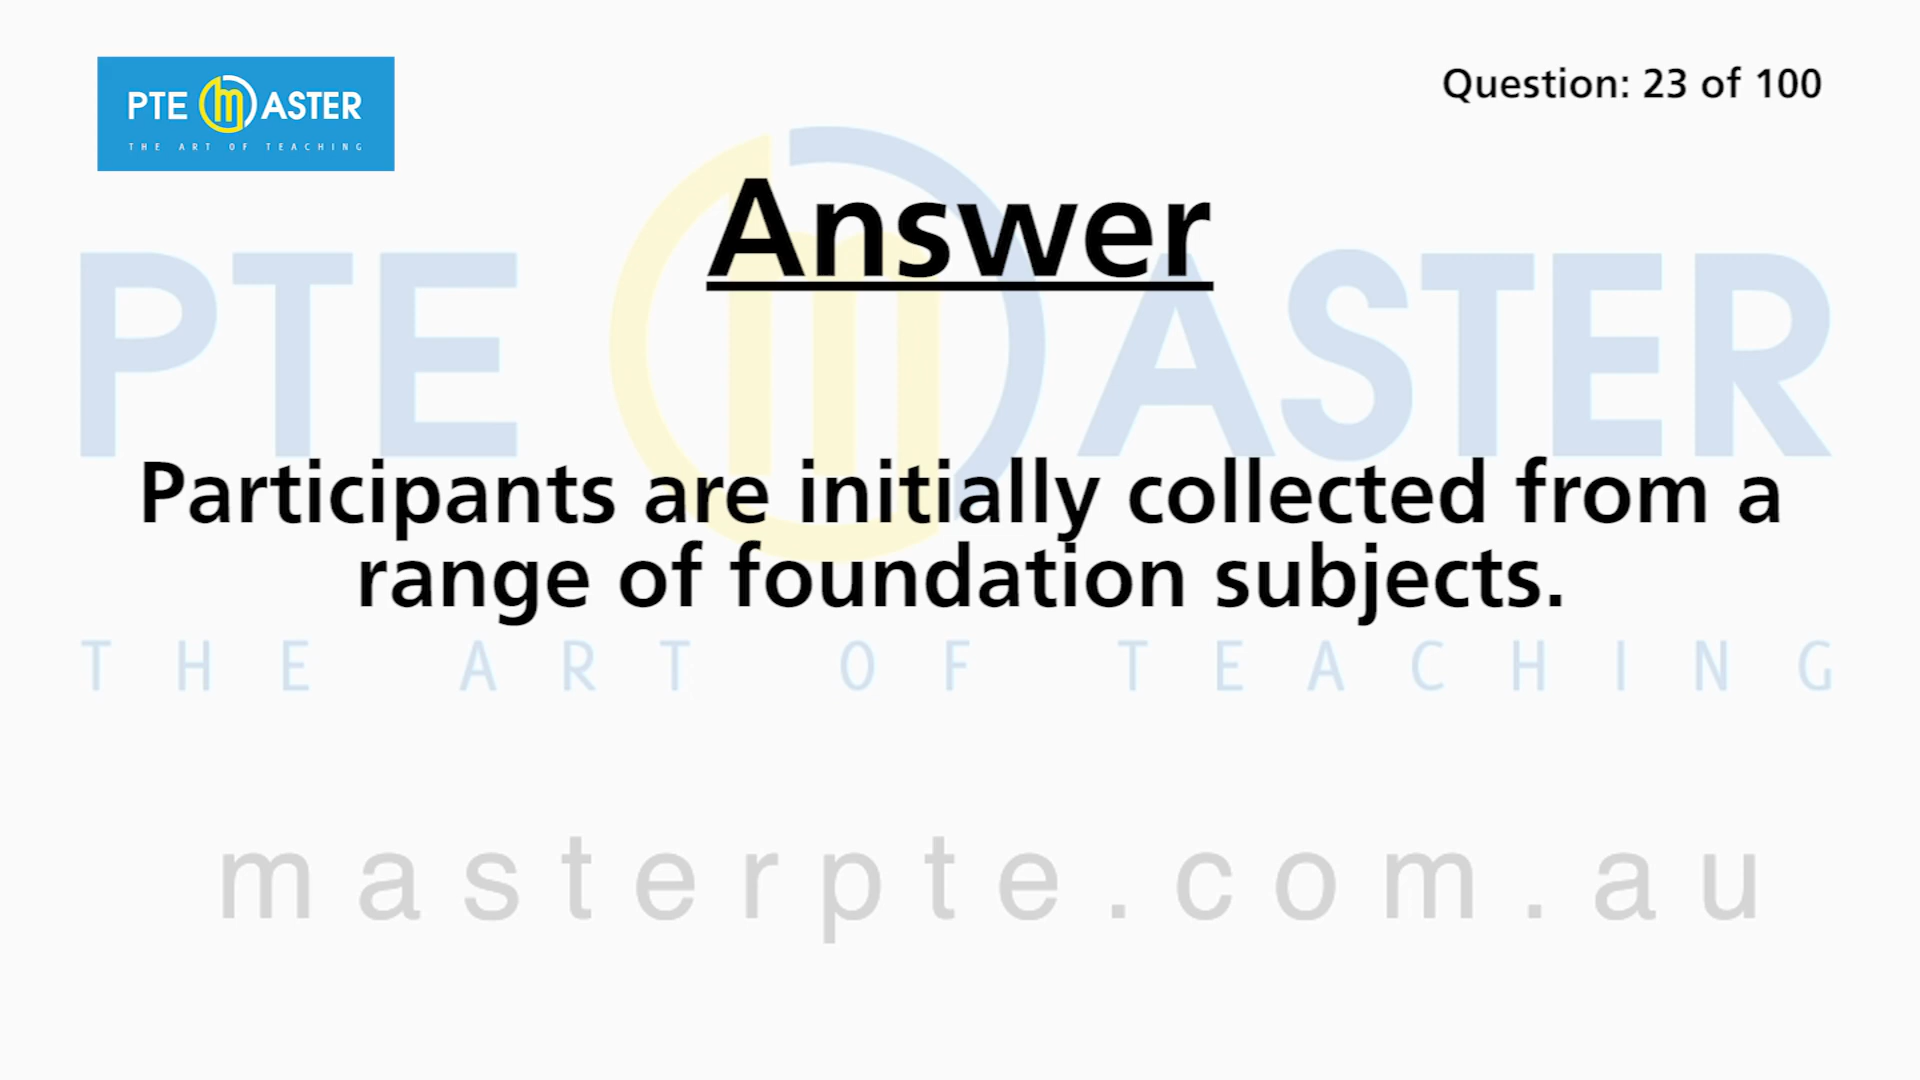 PTE MASTER
THE ART OF TEACHING
Question: 23 of 100
Answer
PTE MASTER
Participants are initially collected from a
range of foundation subjects.
THE ART OF TEACHING
masterpte.com.au